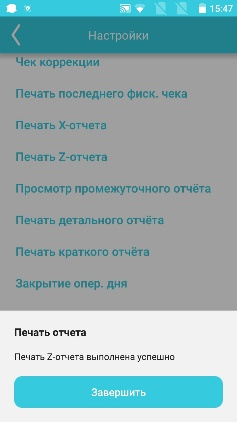 15:47
Настройки
Чек коррекции
Печать последнего фиск. чека
Печать X-отчета
Печать Z-отчета
Просмотр промежуточного отчёта
Печать детального отчёта
Печать краткого отчёта
Закрытие опер. дня
Печать отчета
Печать Z-отчета выполнена успешно
Завершить